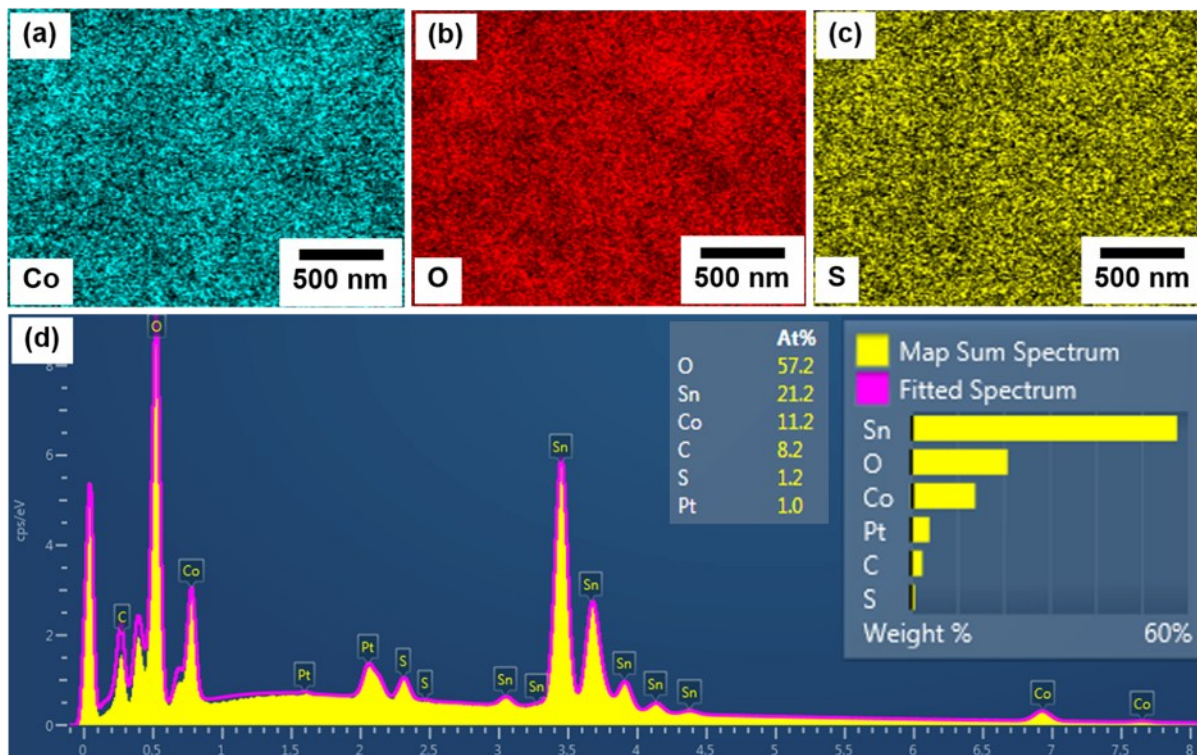 (a)
(b)
(c)
Co
500 nm
O
500 nm
S
500 nm
(d)
At%
O 57.2
Sn 21.2
Co 11.2
C 8.2
S 1.2
Pt 1.0
Map Sum Spectrum
Fitted Spectrum
Sn
O
Co
Pt
C
S
Weight % 60%
cps/eV
8
6
4
2
0
C
O
Co
Pt
Pt
S
S
Sn
Sn
Sn
Sn
Sn
Sn
Sn
Co
Co
0 0.5 1 1.5 2 2.5 3 3.5 4 4.5 5 5.5 6 6.5 7 7.5 8